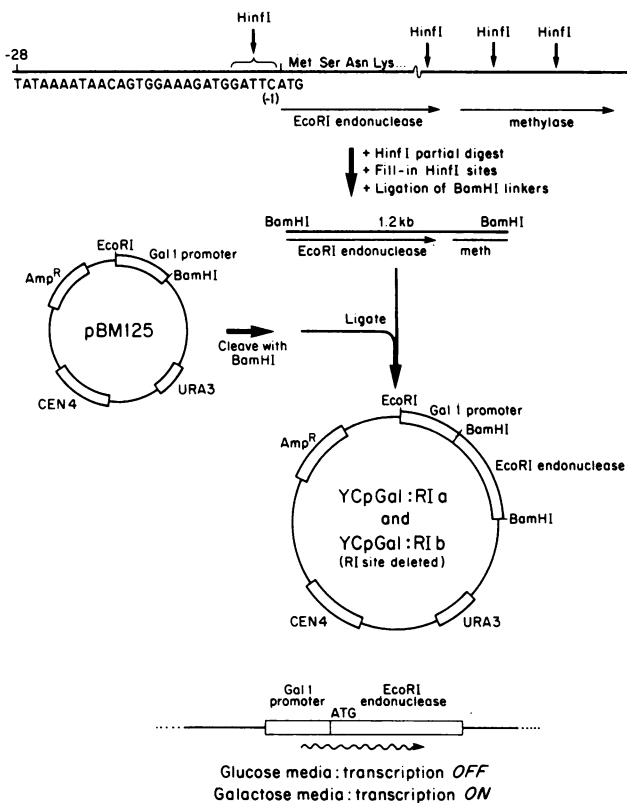 HinfI
HinfI HinfI HinfI
-28
Met Ser Asn Lys...
TATAAAATAACAGTGGAAAGATGGATTCATG
(-1)
EcoRI endonuclease
methylase
+ HinfI partial digest
+ Fill-in HinfI sites
+ Ligation of BamHI linkers
BamHI 1.2 kb BamHI
EcoRI endonuclease meth
EcoRI
Gal 1 promoter
BamHI
AmpR
pBM125
CEN4
URA3
Cleave with
BamHI
Ligate
EcoRI
Gal 1 promoter
BamHI
AmpR
EcoRI endonuclease
BamHI
YCpGal:RI a
and
YCpGal:RI b
(RI site deleted)
CEN4
URA3
Gal 1
promoter
EcoRI
endonuclease
ATG
Glucose media: transcription OFF
Galactose media: transcription ON